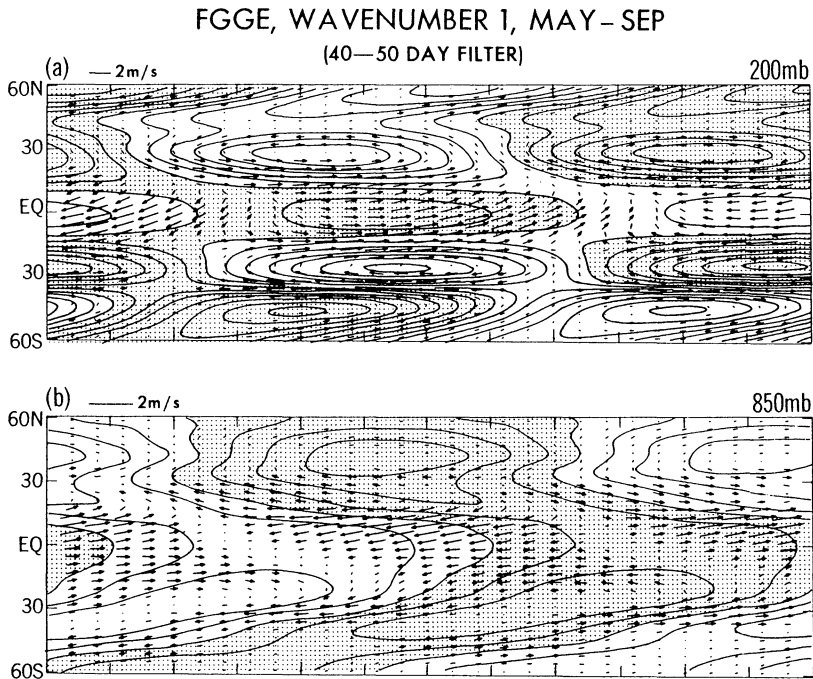 FGGE, WAVENUMBER 1, MAY – SEP
(40—50 DAY FILTER)
(a) — 2m/s 200mb
60N
30
EQ
30
60S
(b) — 2m/s 850mb
60N
30
EQ
30
60S